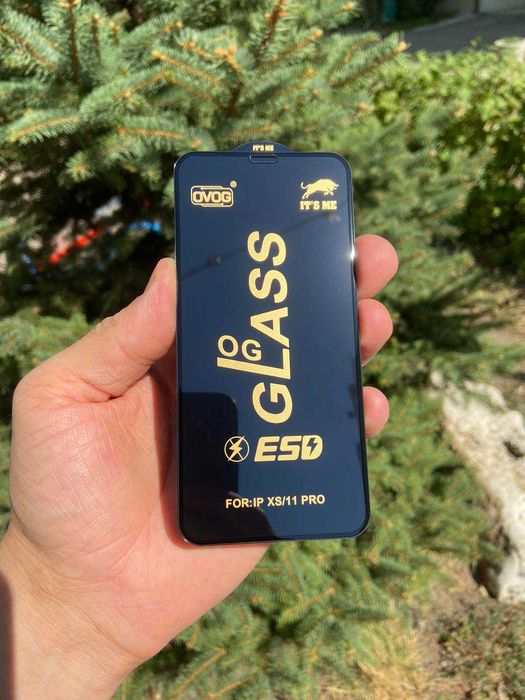 IT'S ME
OVOG®
IT'S ME
OG
GLASS
ESD
FOR:IP XS/11 PRO